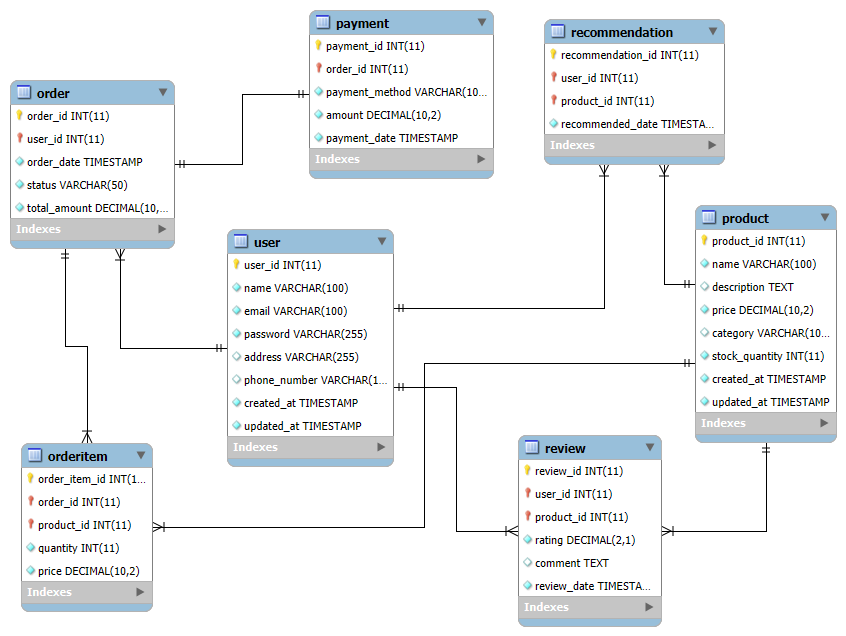 payment
payment_id INT(11)
order_id INT(11)
payment_method VARCHAR(10...
amount DECIMAL(10,2)
payment_date TIMESTAMP
Indexes
recommendation
recommendation_id INT(11)
user_id INT(11)
product_id INT(11)
recommended_date TIMESTA...
Indexes
order
order_id INT(11)
user_id INT(11)
order_date TIMESTAMP
status VARCHAR(50)
total_amount DECIMAL(10,...
Indexes
user
user_id INT(11)
name VARCHAR(100)
email VARCHAR(100)
password VARCHAR(255)
address VARCHAR(255)
phone_number VARCHAR(1...
created_at TIMESTAMP
updated_at TIMESTAMP
Indexes
product
product_id INT(11)
name VARCHAR(100)
description TEXT
price DECIMAL(10,2)
category VARCHAR(10...
stock_quantity INT(11)
created_at TIMESTAMP
updated_at TIMESTAMP
Indexes
orderitem
order_item_id INT(1...
order_id INT(11)
product_id INT(11)
quantity INT(11)
price DECIMAL(10,2)
Indexes
review
review_id INT(11)
user_id INT(11)
product_id INT(11)
rating DECIMAL(2,1)
comment TEXT
review_date TIMESTA...
Indexes